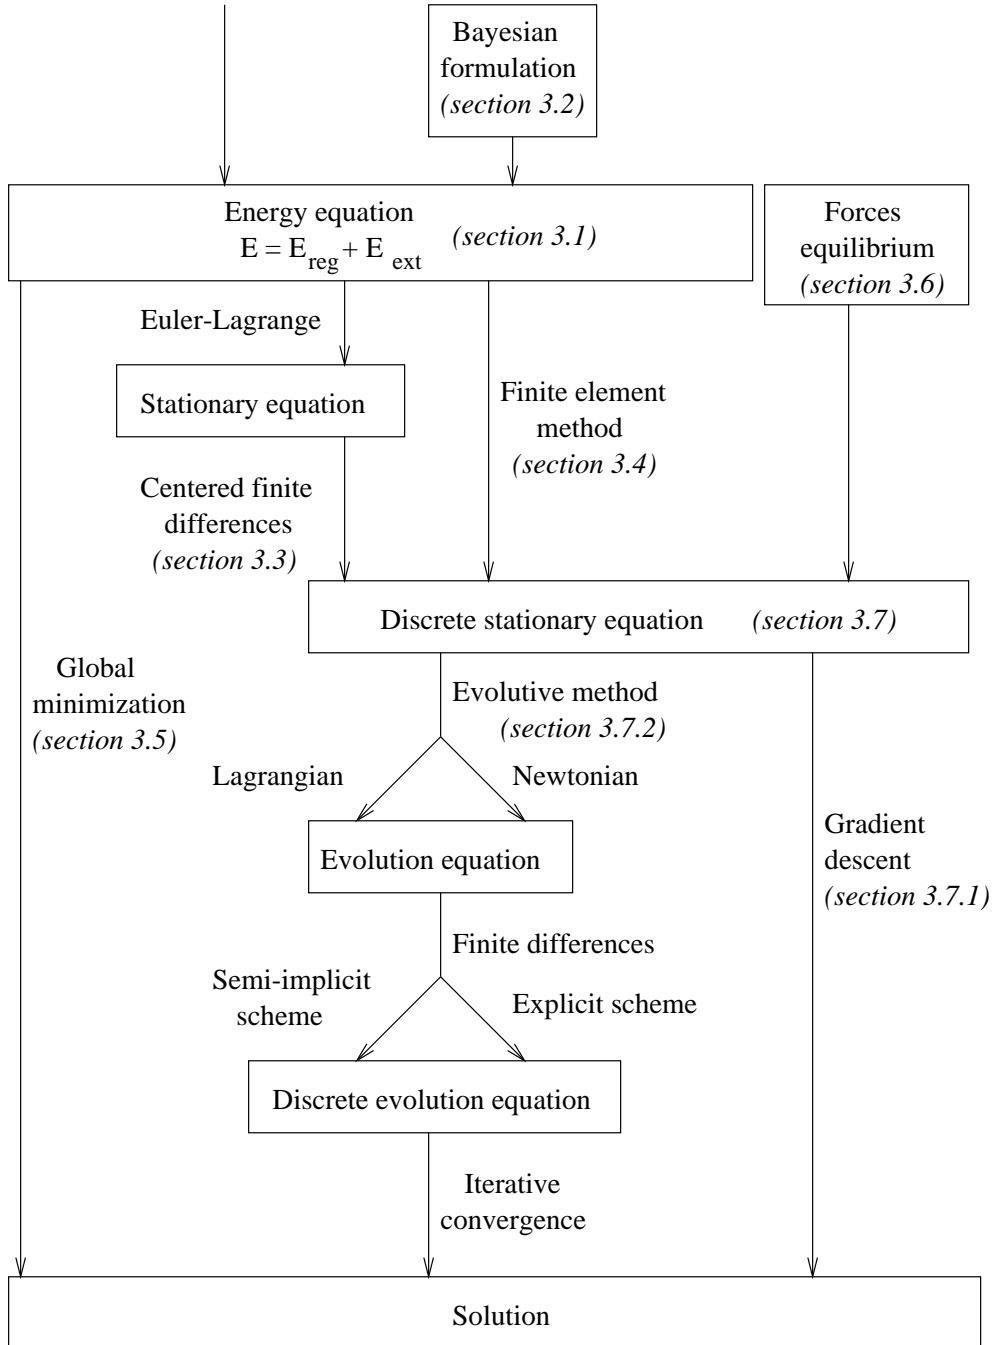 Bayesian
formulation
(section 3.2)
Energy equation
E = E reg + E ext
(section 3.1)
Forces
equilibrium
(section 3.6)
Euler-Lagrange
Stationary equation
Finite element
method
(section 3.4)
Centered finite
differences
(section 3.3)
Discrete stationary equation (section 3.7)
Global
minimization
(section 3.5)
Evolutive method
(section 3.7.2)
Lagrangian
Newtonian
Evolution equation
Gradient
descent
(section 3.7.1)
Finite differences
Semi-implicit
scheme
Explicit scheme
Discrete evolution equation
Iterative
convergence
Solution